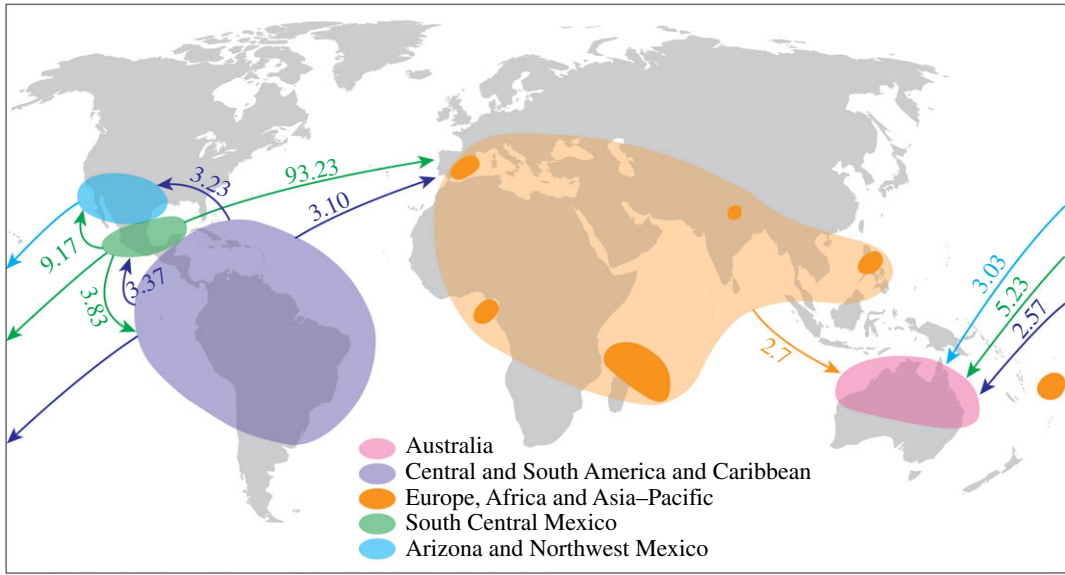 93.23
3.23
3.10
9.17
3.37
3.83
3.03
5.23
2.57
2.7
Australia
Central and South America and Caribbean
Europe, Africa and Asia–Pacific
South Central Mexico
Arizona and Northwest Mexico